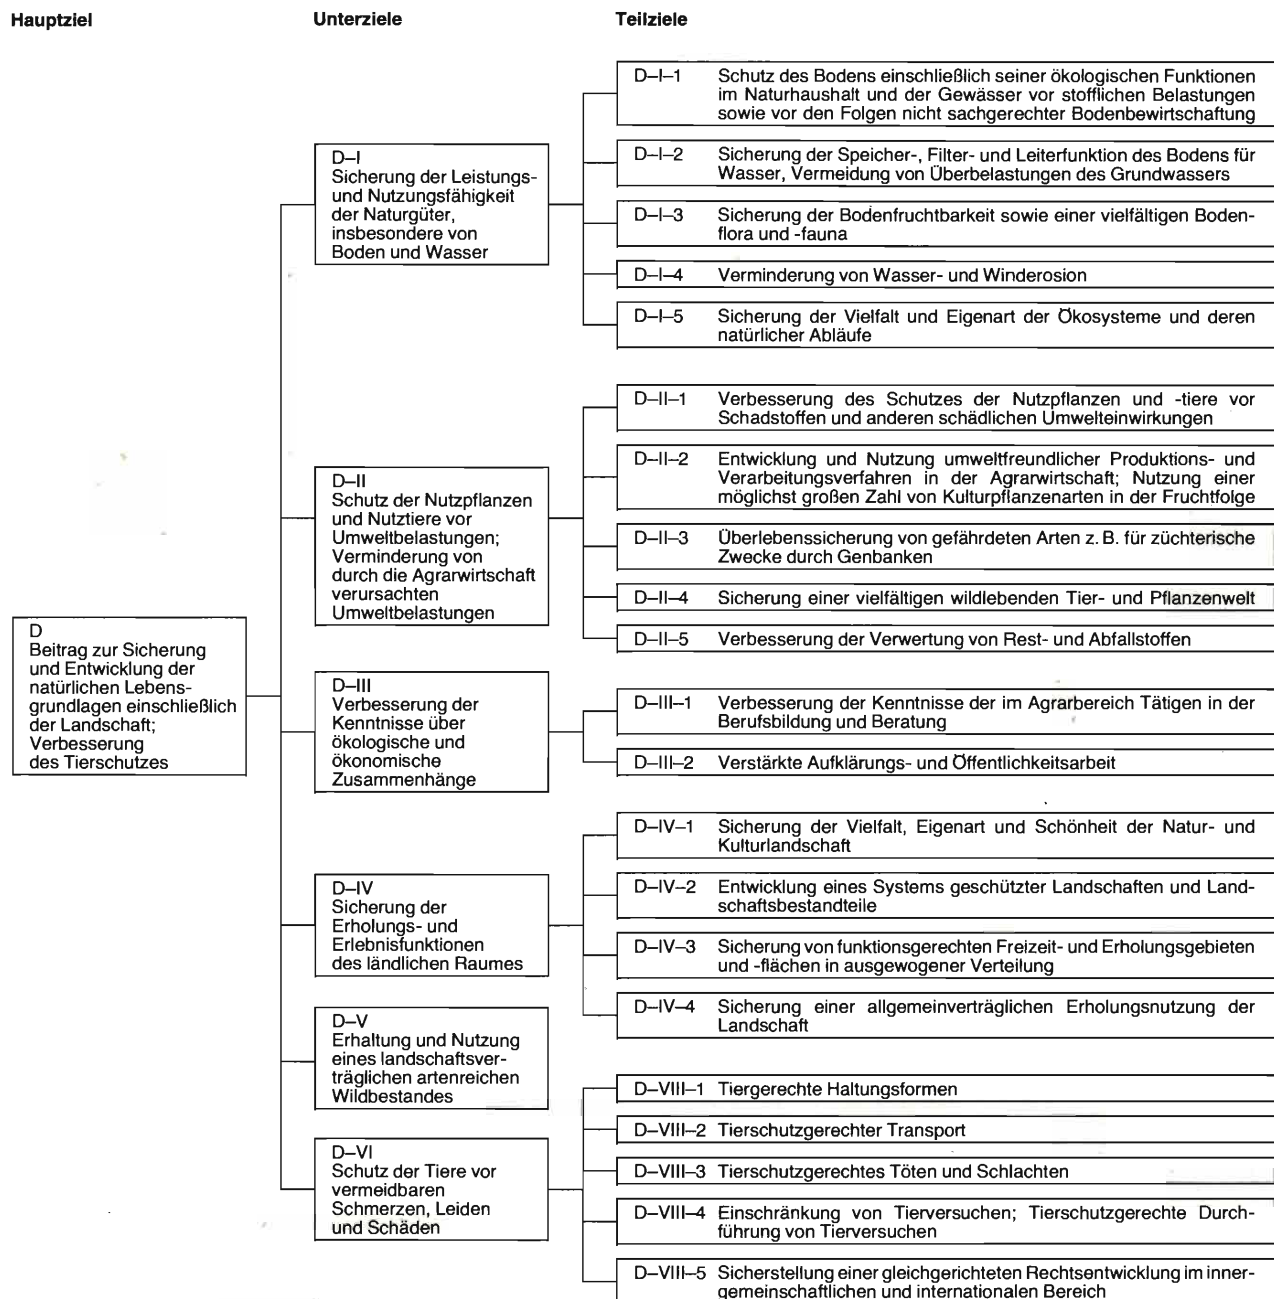 Hauptziel
Unterziele
Teilziele
D
Beitrag zur Sicherung
und Entwicklung der
natürlichen Lebens-
grundlagen einschließlich
der Landschaft;
Verbesserung
des Tierschutzes
D–I
Sicherung der Leistungs-
und Nutzungsfähigkeit
der Naturgüter,
insbesondere von
Boden und Wasser
D–I–1 Schutz des Bodens einschließlich seiner ökologischen Funktionen
im Naturhaushalt und der Gewässer vor stofflichen Belastungen
sowie vor den Folgen nicht sachgerechter Bodenbewirtschaftung
D–I–2 Sicherung der Speicher-, Filter- und Leiterfunktion des Bodens für
Wasser, Vermeidung von Überbelastungen des Grundwassers
D–I–3 Sicherung der Bodenfruchtbarkeit sowie einer vielfältigen Boden-
flora und -fauna
D–I–4 Verminderung von Wasser- und Winderosion
D–I–5 Sicherung der Vielfalt und Eigenart der Ökosysteme und deren
natürlicher Abläufe
D–II
Schutz der Nutzpflanzen
und Nutztiere vor
Umweltbelastungen;
Verminderung von
durch die Agrarwirtschaft
verursachten
Umweltbelastungen
D–II–1 Verbesserung des Schutzes der Nutzpflanzen und -tiere vor
Schadstoffen und anderen schädlichen Umwelteinwirkungen
D–II–2 Entwicklung und Nutzung umweltfreundlicher Produktions- und
Verarbeitungsverfahren in der Agrarwirtschaft; Nutzung einer
möglichst großen Zahl von Kulturpflanzenarten in der Fruchtfolge
D–II–3 Überlebenssicherung von gefährdeten Arten z. B. für züchterische
Zwecke durch Genbanken
D–II–4 Sicherung einer vielfältigen wildlebenden Tier- und Pflanzenwelt
D–II–5 Verbesserung der Verwertung von Rest- und Abfallstoffen
D–III
Verbesserung der
Kenntnisse über
ökologische und
ökonomische
Zusammenhänge
D–III–1 Verbesserung der Kenntnisse der im Agrarbereich Tätigen in der
Berufsbildung und Beratung
D–III–2 Verstärkte Aufklärungs- und Öffentlichkeitsarbeit
D–IV
Sicherung der
Erholungs- und
Erlebnisfunktionen
des ländlichen Raumes
D–IV–1 Sicherung der Vielfalt, Eigenart und Schönheit der Natur- und
Kulturlandschaft
D–IV–2 Entwicklung eines Systems geschützter Landschaften und Land-
schaftsbestandteile
D–IV–3 Sicherung von funktionsgerechten Freizeit- und Erholungsgebieten
und -flächen in ausgewogener Verteilung
D–IV–4 Sicherung einer allgemeinverträglichen Erholungsnutzung der
Landschaft
D–V
Erhaltung und Nutzung
eines landschaftsver-
träglichen artenreichen
Wildbestandes
D–VI
Schutz der Tiere vor
vermeidbaren
Schmerzen, Leiden
und Schäden
D–VIII–1 Tiergerechte Haltungsformen
D–VIII–2 Tierschutzgerechter Transport
D–VIII–3 Tierschutzgerechtes Töten und Schlachten
D–VIII–4 Einschränkung von Tierversuchen; Tierschutzgerechte Durch-
führung von Tierversuchen
D–VIII–5 Sicherstellung einer gleichgerichteten Rechtsentwicklung im inner-
gemeinschaftlichen und internationalen Bereich